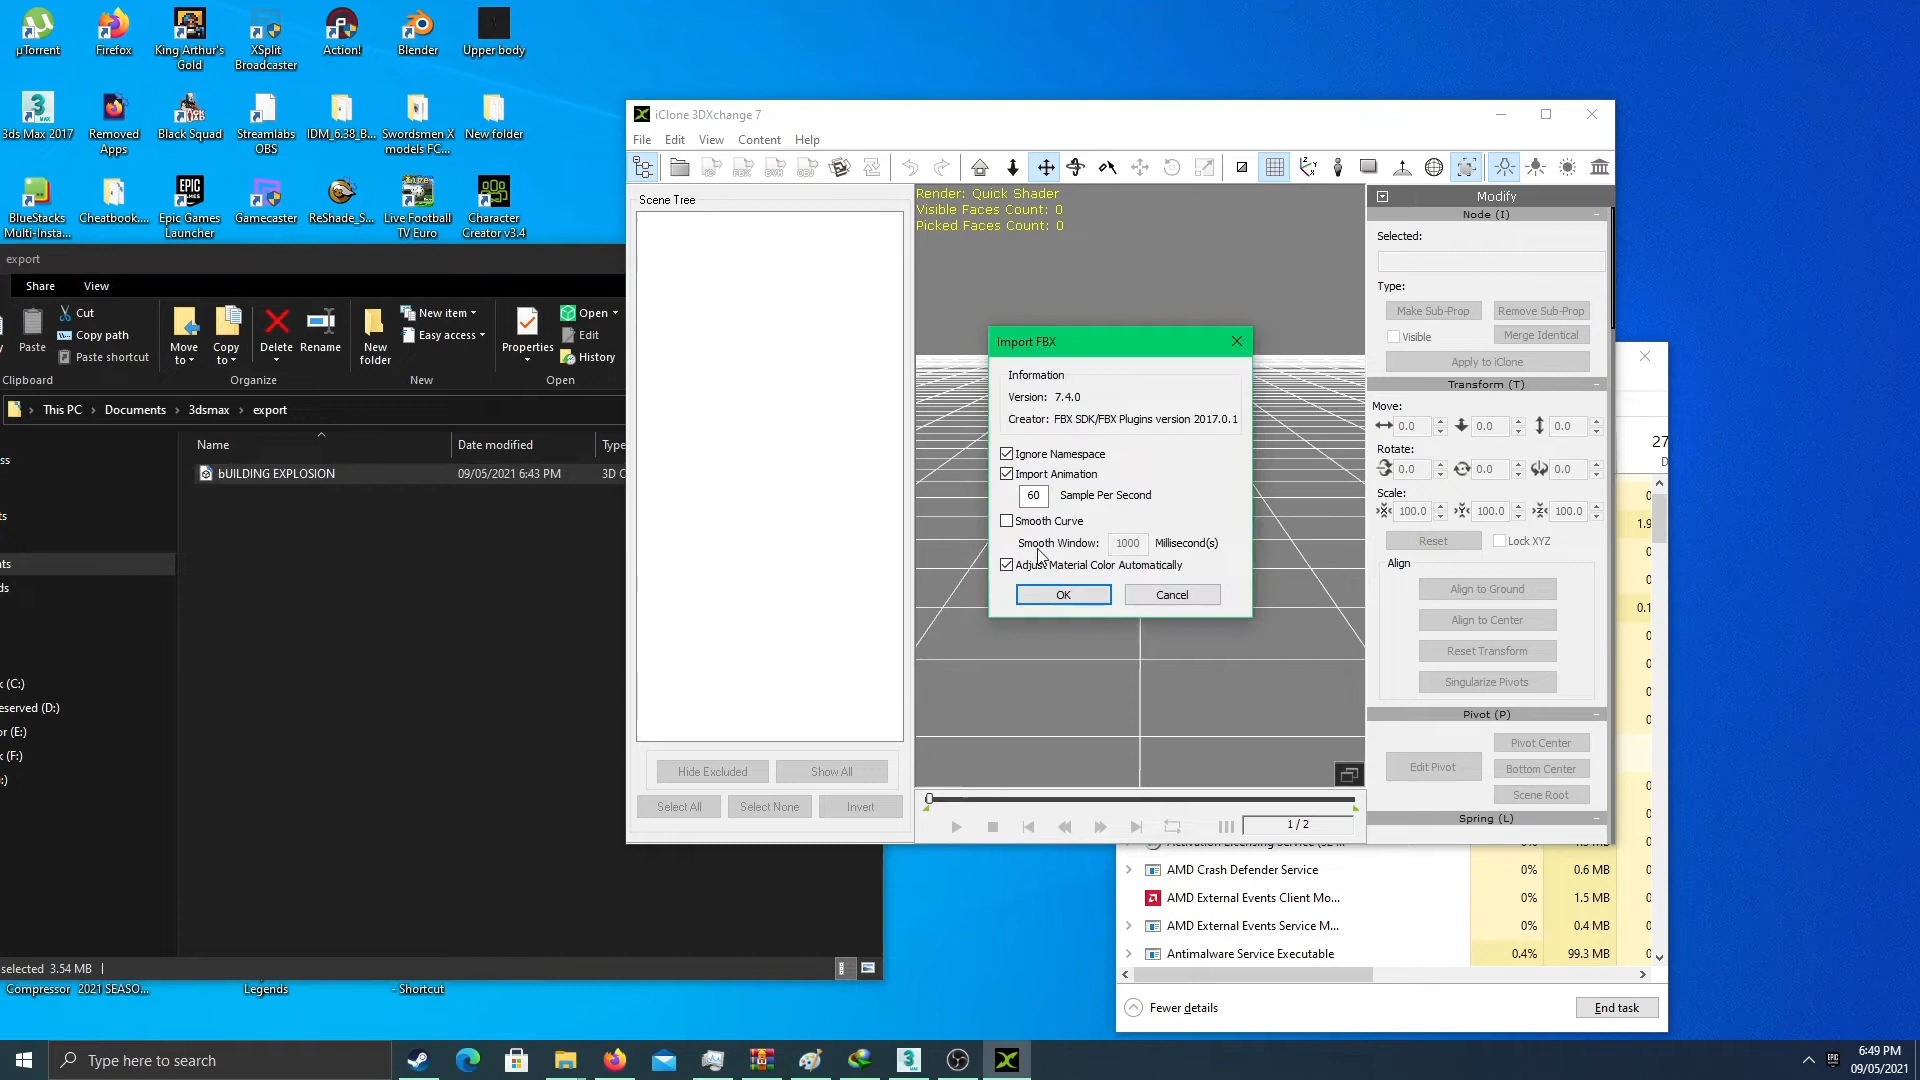 µTorrent
Firefox
King Arthur's
Gold
XSplit
Broadcaster
Action!
Blender
Upper body
3ds Max 2017
Removed
Apps
Black Squad
Streamlabs
OBS
IDM_6.38_B...
Swordsmen X
models FC...
New folder
BlueStacks
Multi-Insta...
Cheatbook....
Epic Games
Launcher
Gamecaster
ReShade_S...
Live Football
TV Euro
Character
Creator v3.4
export
Share
View
Paste
Cut
Copy path
Paste shortcut
Move
to
Copy
to
Delete
Rename
New
folder
New item
Easy access
Properties
Open
Edit
History
Clipboard
Organize
New
Open
This PC > Documents > 3dsmax > export
Name
Date modified
Type
bUILDING EXPLOSION
09/05/2021 6:43 PM
3D O
(C:)
eserved (D:)
or (E:)
(F:)
selected 3.54 MB
Compressor
2021 SEASO...
Legends
- Shortcut
iClone 3DXchange 7
File
Edit
View
Content
Help
Scene Tree
Hide Excluded
Show All
Select All
Select None
Invert
Render: Quick Shader
Visible Faces Count: 0
Picked Faces Count: 0
Import FBX
Information
Version: 7.4.0
Creator: FBX SDK/FBX Plugins version 2017.0.1
Ignore Namespace
Import Animation
60 Sample Per Second
Smooth Curve
Smooth Window: 1000 Millisecond(s)
Adjust Material Color Automatically
OK
Cancel
1 / 2
Modify
Node (I)
Selected:
Type:
Make Sub-Prop
Remove Sub-Prop
Visible
Merge Identical
Apply to iClone
Transform (T)
Move:
0.0 0.0 0.0
Rotate:
0.0 0.0 0.0
Scale:
100.0 100.0 100.0
Reset
Lock XYZ
Align
Align to Ground
Align to Center
Reset Transform
Singularize Pivots
Pivot (P)
Edit Pivot
Pivot Center
Bottom Center
Scene Root
Spring (L)
27
AMD Crash Defender Service 0% 0.6 MB
AMD External Events Client Mo... 0% 1.5 MB
AMD External Events Service M... 0% 0.4 MB
Antimalware Service Executable 0.4% 99.3 MB
Fewer details
End task
Type here to search
6:49 PM
09/05/2021